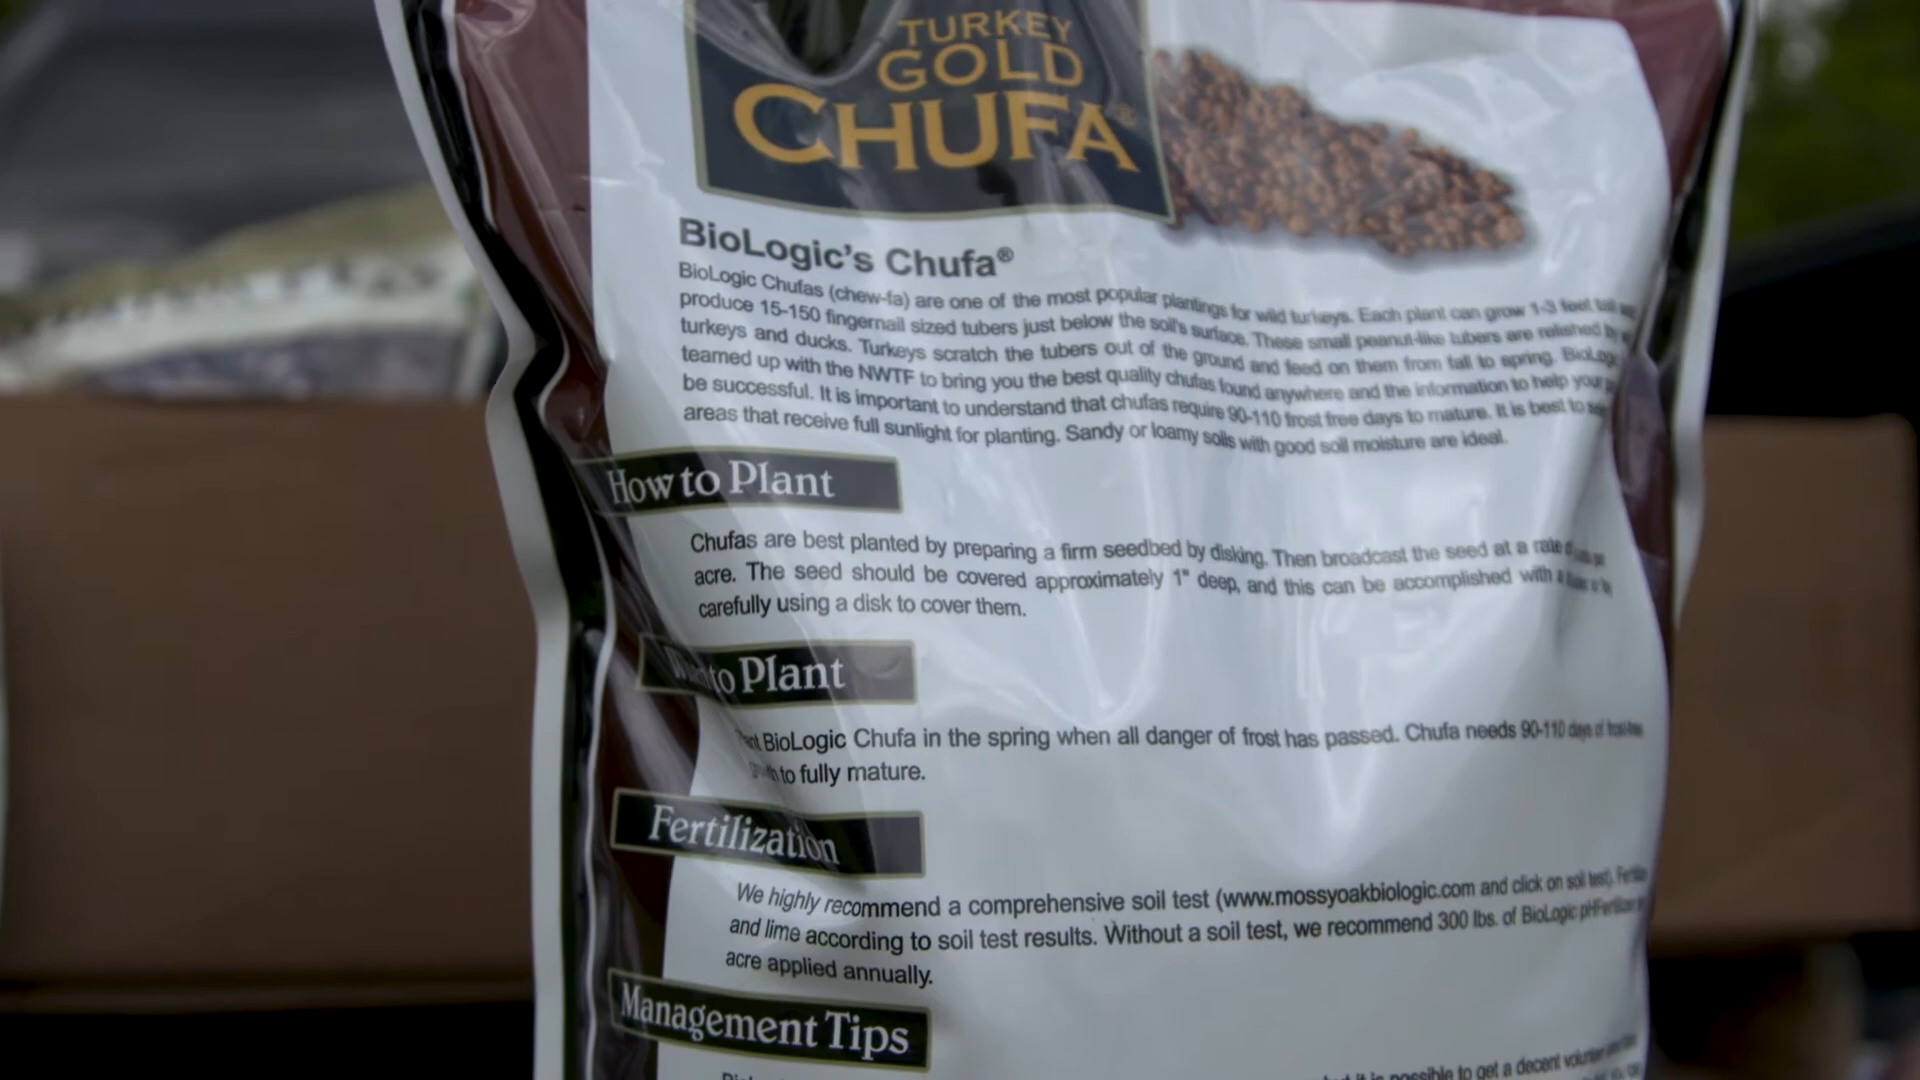 TURKEY
GOLD
CHUFA®
BioLogic's Chufa®
BioLogic Chufas (chew-fa) are one of the most popular plantings for wild turkeys. Each plant can grow 1-3 feet tall
produce 15-150 fingernail sized tubers just below the soil's surface. These small peanut-like tubers are relished by
turkeys and ducks. Turkeys scratch the tubers out of the ground and feed on them from fall to spring. BioLogic
teamed up with the NWTF to bring you the best quality chufas found anywhere and the information to help you
be successful. It is important to understand that chufas require 90-110 frost free days to mature. It is best to
areas that receive full sunlight for planting. Sandy or loamy soils with good soil moisture are ideal.
How to Plant
Chufas are best planted by preparing a firm seedbed by disking. Then broadcast the seed at a rate
acre. The seed should be covered approximately 1" deep, and this can be accomplished with a
carefully using a disk to cover them.
to Plant
BioLogic Chufa in the spring when all danger of frost has passed. Chufa needs 90-110 days of frost-free
to fully mature.
Fertilization
We highly recommend a comprehensive soil test (www.mossyoakbiologic.com and click on soil test).
and lime according to soil test results. Without a soil test, we recommend 300 lbs. of BioLogic
acre applied annually.
Management Tips
it is possible to get a decent